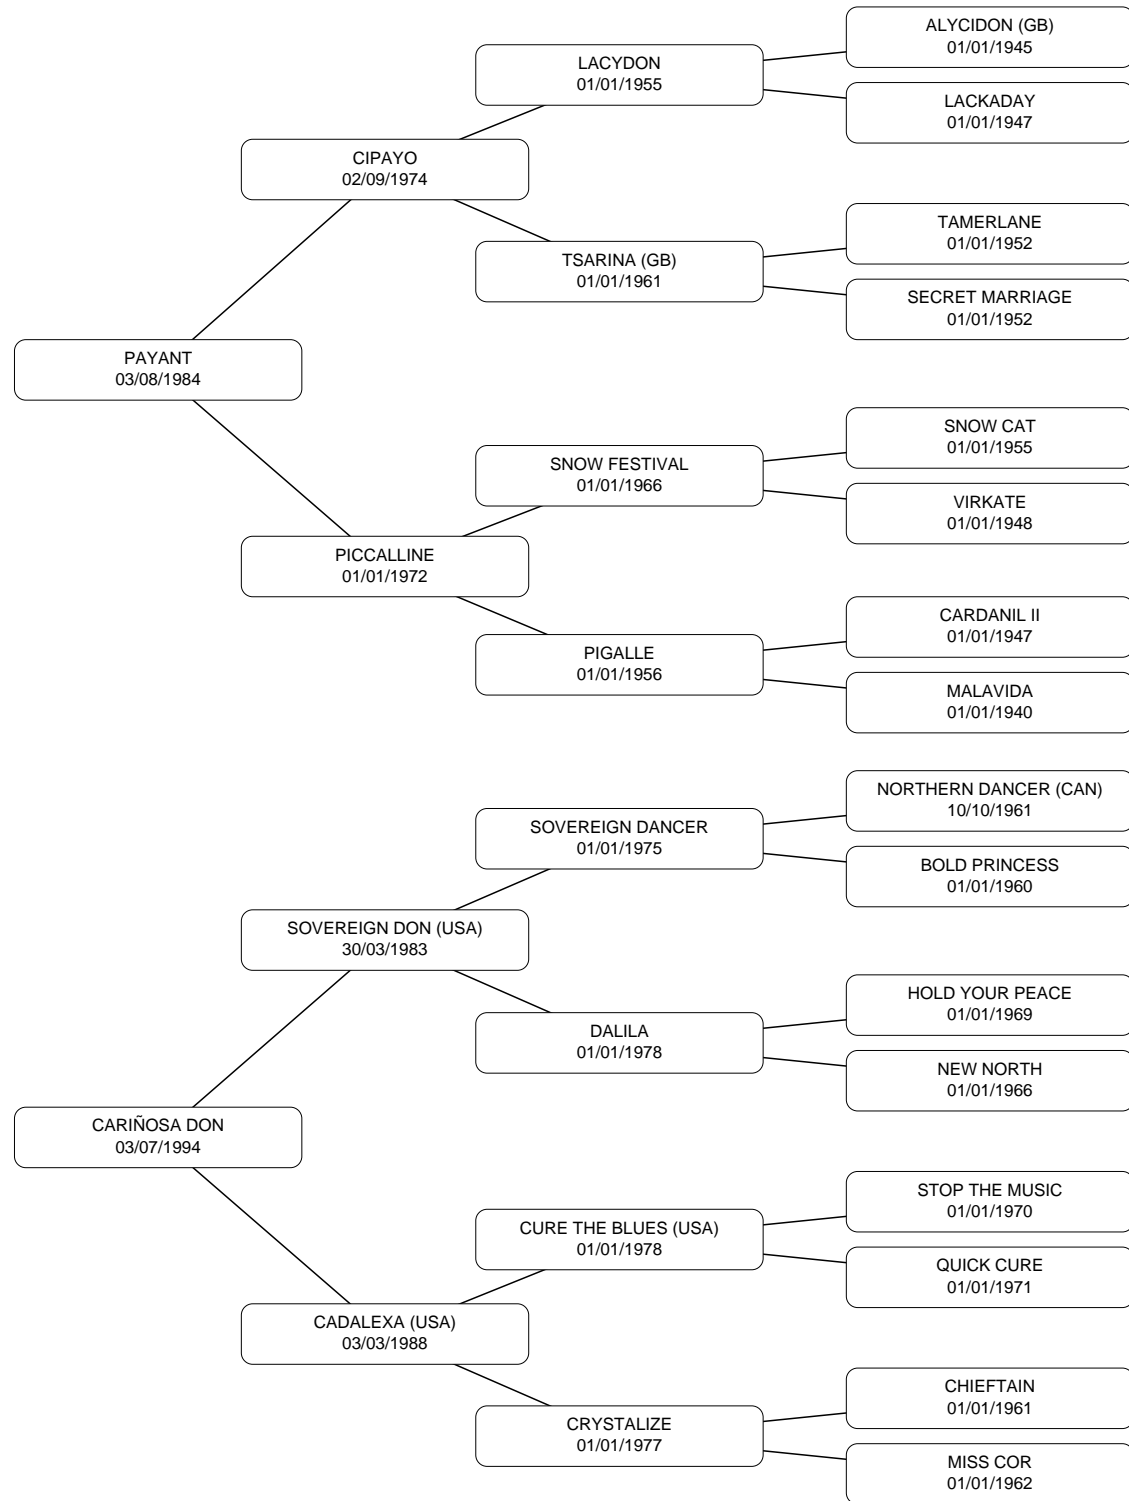 ALYCIDON (GB)
01/01/1945
LACYDON
01/01/1955
LACKADAY
01/01/1947
CIPAYO
02/09/1974
TAMERLANE
01/01/1952
TSARINA (GB)
01/01/1961
SECRET MARRIAGE
01/01/1952
PAYANT
03/08/1984
SNOW CAT
01/01/1955
SNOW FESTIVAL
01/01/1966
VIRKATE
01/01/1948
PICCALLINE
01/01/1972
CARDANIL II
01/01/1947
PIGALLE
01/01/1956
MALAVIDA
01/01/1940
NORTHERN DANCER (CAN)
10/10/1961
SOVEREIGN DANCER
01/01/1975
BOLD PRINCESS
01/01/1960
SOVEREIGN DON (USA)
30/03/1983
HOLD YOUR PEACE
01/01/1969
DALILA
01/01/1978
NEW NORTH
01/01/1966
CARIÑOSA DON
03/07/1994
STOP THE MUSIC
01/01/1970
CURE THE BLUES (USA)
01/01/1978
QUICK CURE
01/01/1971
CADALEXA (USA)
03/03/1988
CHIEFTAIN
01/01/1961
CRYSTALIZE
01/01/1977
MISS COR
01/01/1962